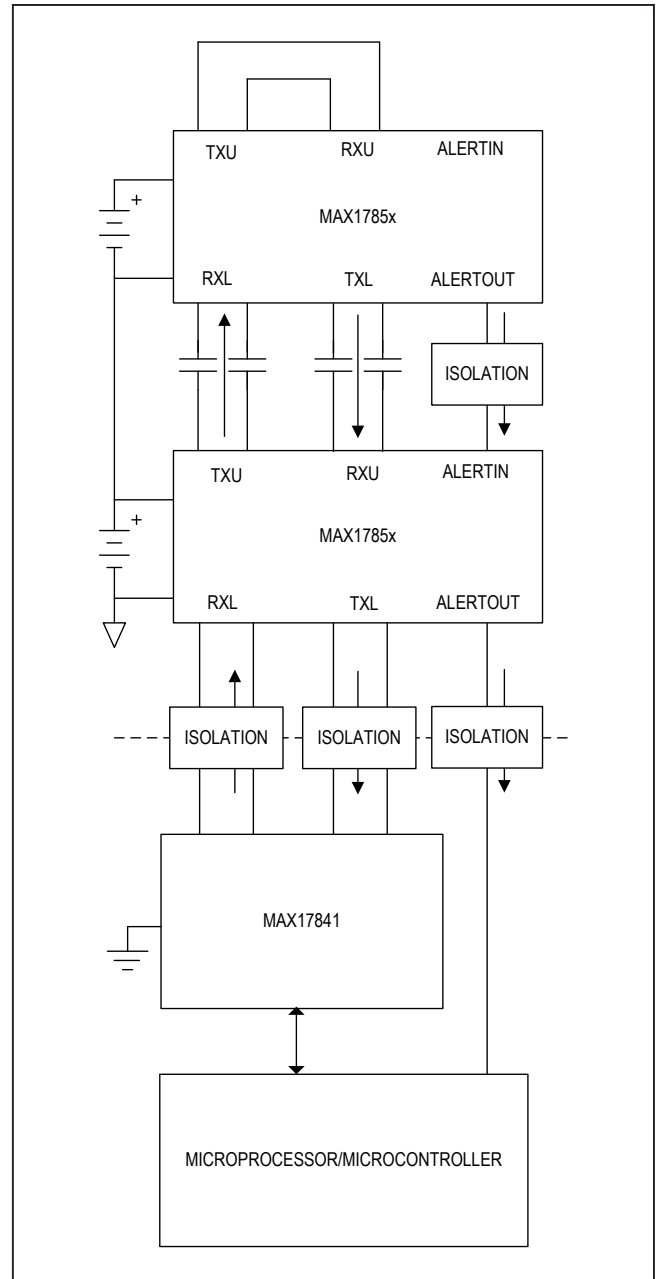 TXU RXU ALERTIN
+
MAX1785x
RXL TXL ALERTOUT
ISOLATION
TXU RXU ALERTIN
+
MAX1785x
RXL TXL ALERTOUT
ISOLATION ISOLATION ISOLATION
MAX17841
MICROPROCESSOR/MICROCONTROLLER